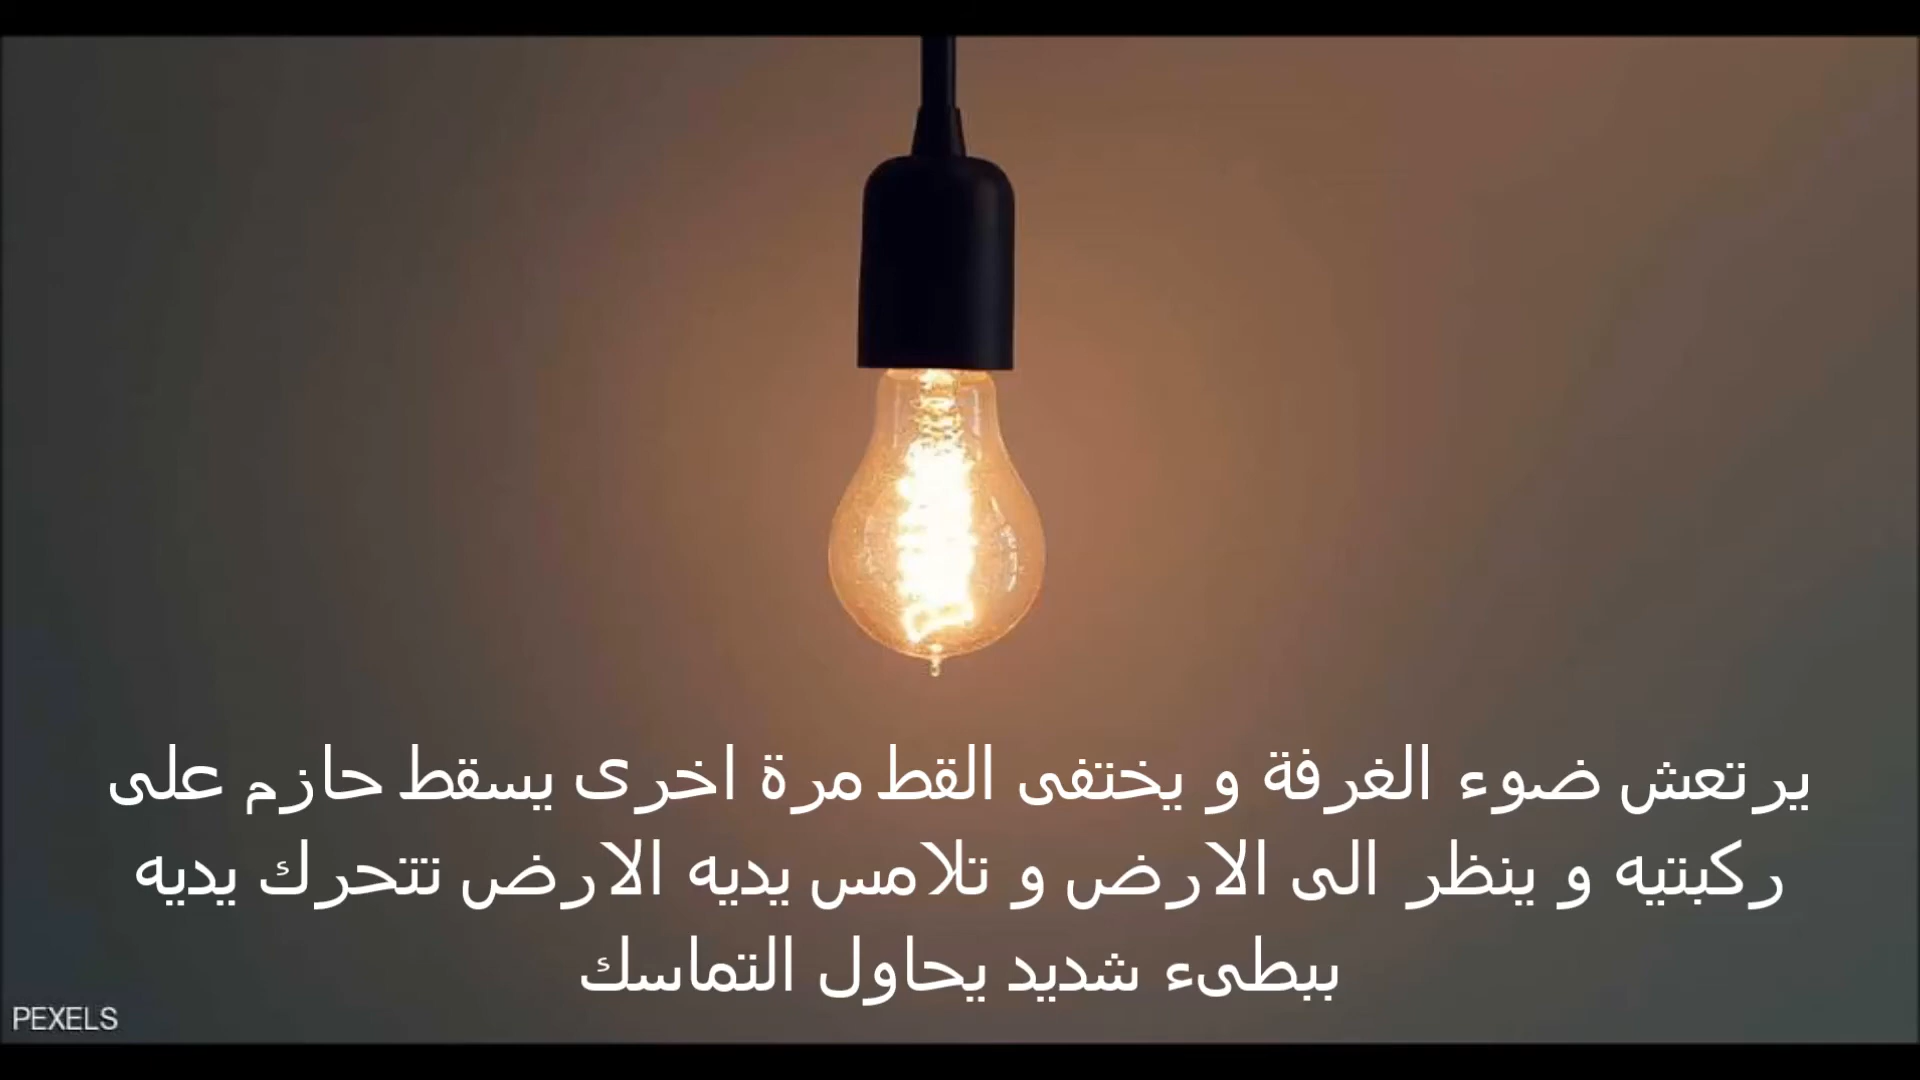 يرتعش ضوء الغرفة و يختفى القط مرة اخرى يسقط حازم على
ركبتيه و ينظر الى الارض و تلامس يديه الارض تتحرك يديه
ببطىء شديد يحاول التماسك
PEXELS